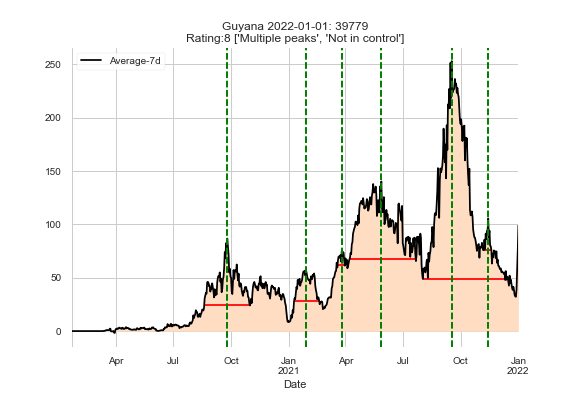 Guyana 2022-01-01: 39779
Rating:8 ['Multiple peaks', 'Not in control']
Average-7d
250
200
150
100
50
0
Apr Jul Oct Jan Apr Jul Oct Jan
2021 2022
Date